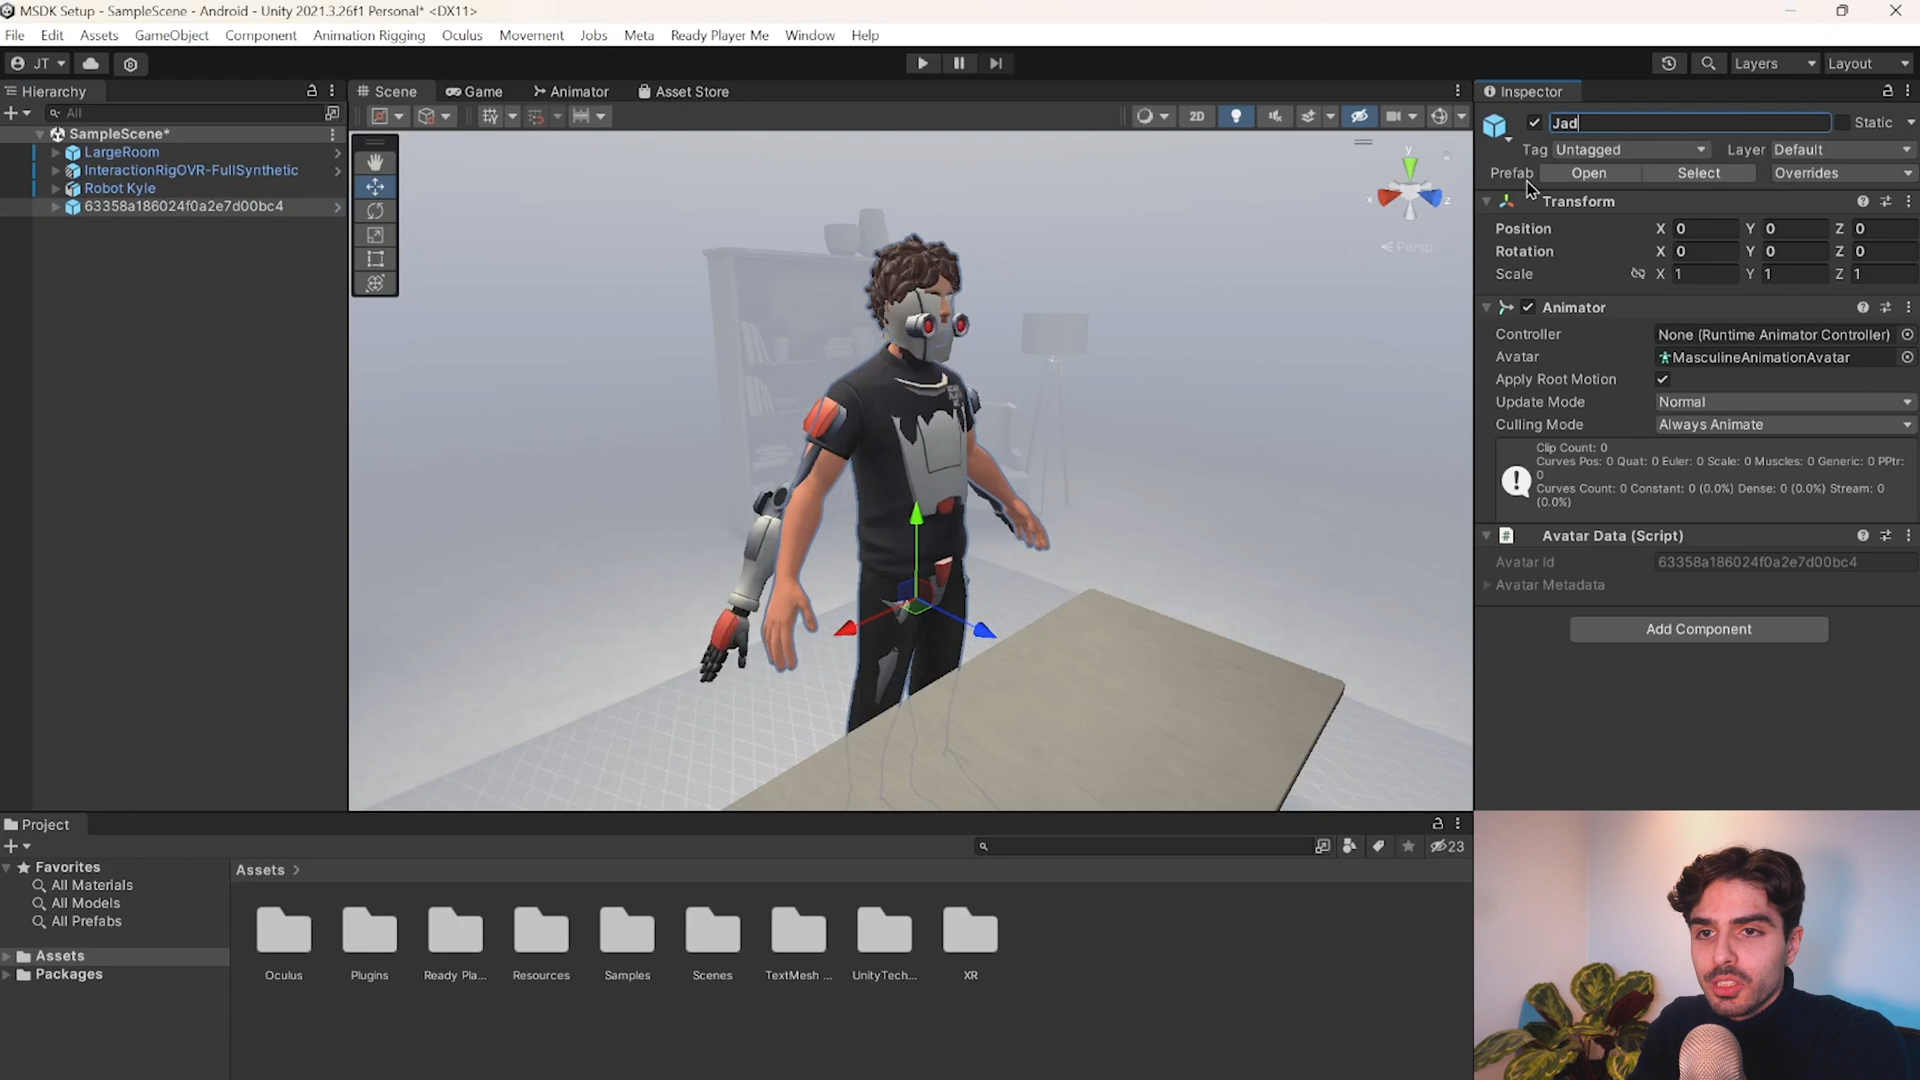 MSDK Setup - SampleScene - Android - Unity 2021.3.26f1 Personal* <DX11>
File Edit Assets GameObject Component Animation Rigging Oculus Movement Jobs Meta Ready Player Me Window Help
JT
Layers Layout
Hierarchy
All
SampleScene*
LargeRoom
InteractionRigOVR-FullSynthetic
Robot Kyle
63358a186024f0a2e7d00bc4
Scene Game Animator Asset Store
2D
y
x z
Persp
Inspector
Jad Static
Tag Untagged Layer Default
Prefab Open Select Overrides
Transform
Position X 0 Y 0 Z 0
Rotation X 0 Y 0 Z 0
Scale X 1 Y 1 Z 1
Animator
Controller None (Runtime Animator Controller)
Avatar MasculineAnimationAvatar
Apply Root Motion
Update Mode Normal
Culling Mode Always Animate
Clip Count: 0
Curves Pos: 0 Quat: 0 Euler: 0 Scale: 0 Muscles: 0 Generic: 0 PPtr:
0
Curves Count: 0 Constant: 0 (0.0%) Dense: 0 (0.0%) Stream: 0
(0.0%)
# Avatar Data (Script)
Avatar Id 63358a186024f0a2e7d00bc4
Avatar Metadata
Add Component
Project
23
Favorites
All Materials
All Models
All Prefabs
Assets
Packages
Assets >
Oculus Plugins Ready Pla... Resources Samples Scenes TextMesh ... UnityTech... XR